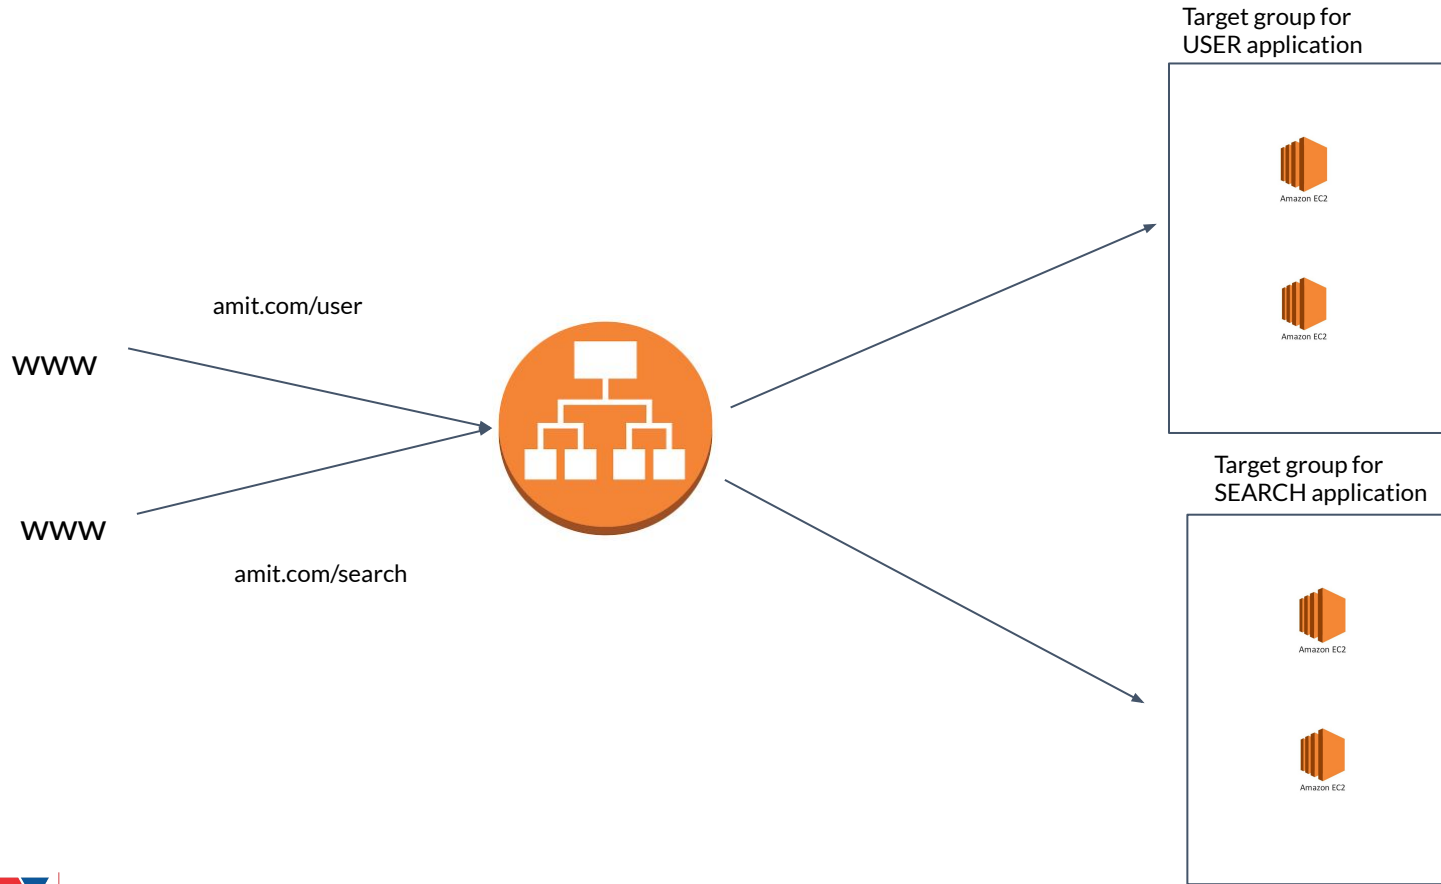 Target group for
USER application
Amazon EC2
Amazon EC2
amit.com/user
www
www
amit.com/search
Target group for
SEARCH application
Amazon EC2
Amazon EC2